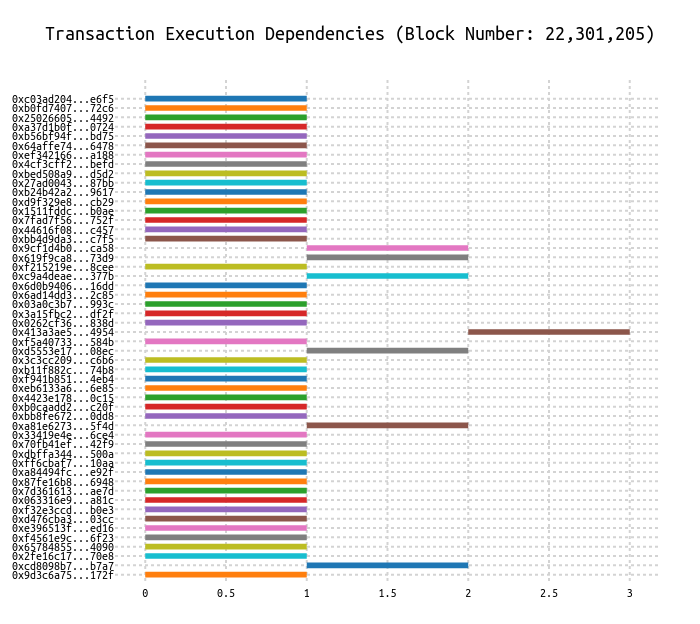 Transaction Execution Dependencies (Block Number: 22,301,205)
0xc03ad204...e6f5
0xb0fd7407...72c6
0x25026605...4492
0xa37d1b0f...0724
0xb56bf94f...bd75
0x64affe74...6478
0xef342166...a188
0x4cf3cff2...befd
0xbed508a9...d5d2
0x27ad0043...87bb
0xb24b42a2...9617
0xd9f329e8...cb29
0x1511fddc...b0ae
0x7fad7f56...752f
0x44616f08...c457
0xbb4d9da3...c7f5
0x9cf1d4b0...ca58
0x619f9ca8...73d9
0xf215219e...8cee
0xc9a4deae...377b
0x6d0b9406...16dd
0x6ad14dd3...2c85
0x03a0c3b7...993c
0x3a15fbc2...df2f
0x0262cf36...838d
0x413a3ae5...4954
0xf5a40733...584b
0xd5553e17...08ec
0x3c3cc209...c6b6
0xb11f882c...74b8
0xf941b851...4eb4
0xeb6133a6...6e85
0x4423e178...0c15
0xb0caadd2...c20f
0xbb8fe672...0dd8
0xa81e6273...5f4d
0x33419e4e...6ce4
0x70fb41ef...42f9
0xdbffa344...500a
0xff6cbaf7...10aa
0xa84494fc...e92f
0x87fe16b8...6948
0x7d361613...ae7d
0x063316e9...a81c
0xf32e3ccd...b0e3
0xd476cba3...03cc
0xe396513f...ed16
0xf4561e9c...6f23
0x65784855...4090
0x2fe16c17...70e8
0xcd8098b7...b7a7
0x9d3c6a75...172f
0 0.5 1 1.5 2 2.5 3